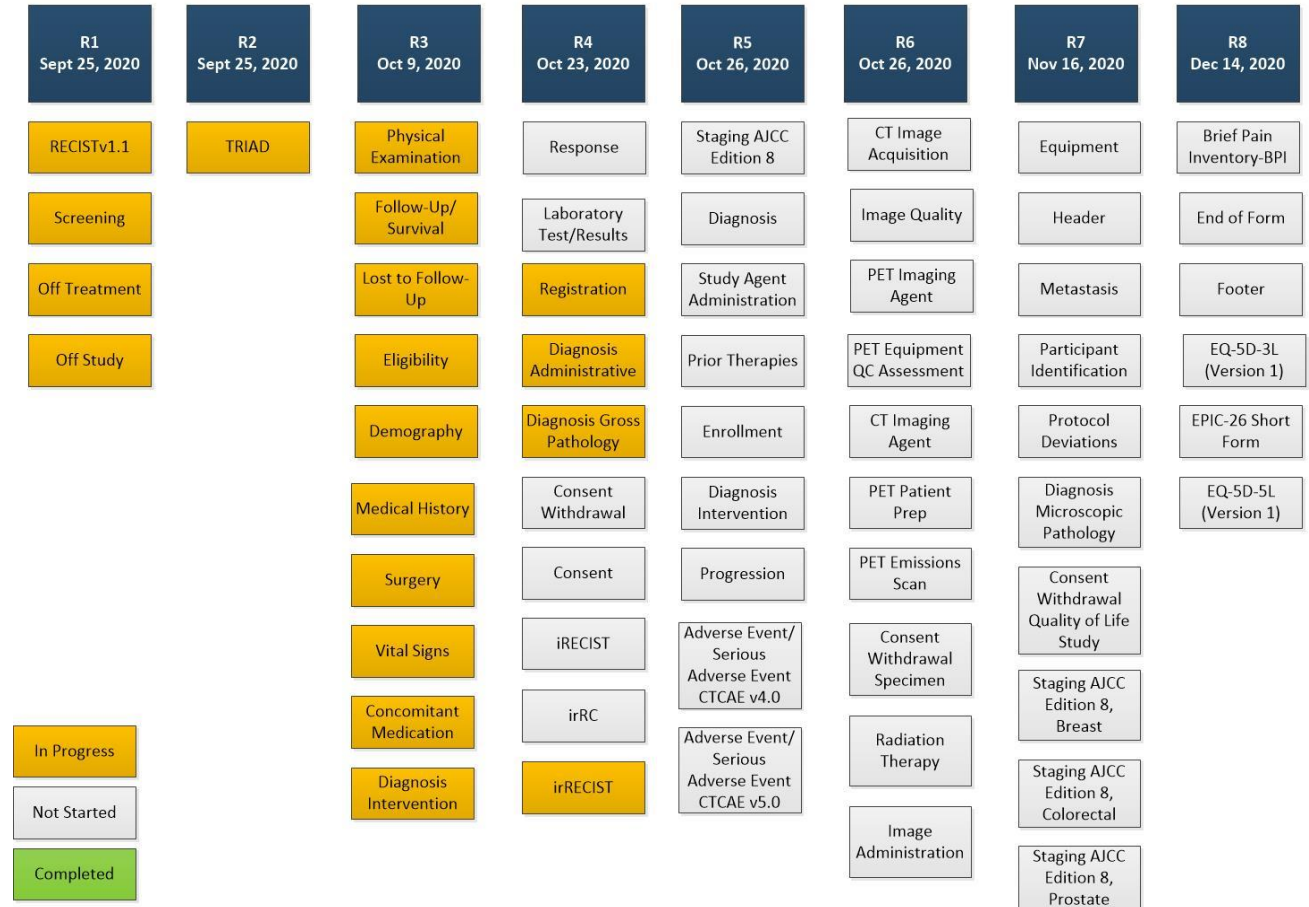 R1
Sept 25, 2020
RECISTv1.1
Screening
Off Treatment
Off Study
R2
Sept 25, 2020
TRIAD
R3
Oct 9, 2020
Physical
Examination
Follow-Up/
Survival
Lost to Follow-
Up
Eligibility
Demography
Medical History
Surgery
Vital Signs
Concomitant
Medication
Diagnosis
Intervention
R4
Oct 23, 2020
Response
Laboratory
Test/Results
Registration
Diagnosis
Administrative
Diagnosis Gross
Pathology
Consent
Withdrawal
Consent
iRECIST
irRC
irRECIST
R5
Oct 26, 2020
Staging AJCC
Edition 8
Diagnosis
Study Agent
Administration
Prior Therapies
Enrollment
Diagnosis
Intervention
Progression
Adverse Event/
Serious
Adverse Event
CTCAE v4.0
Adverse Event/
Serious
Adverse Event
CTCAE v5.0
R6
Oct 26, 2020
CT Image
Acquisition
Image Quality
PET Imaging
Agent
PET Equipment
QC Assessment
CT Imaging
Agent
PET Patient
Prep
PET Emissions
Scan
Consent
Withdrawal
Specimen
Radiation
Therapy
Image
Administration
R7
Nov 16, 2020
Equipment
Header
Metastasis
Participant
Identification
Protocol
Deviations
Diagnosis
Microscopic
Pathology
Consent
Withdrawal
Quality of Life
Study
Staging AJCC
Edition 8,
Breast
Staging AJCC
Edition 8,
Colorectal
Staging AJCC
Edition 8,
Prostate
R8
Dec 14, 2020
Brief Pain
Inventory-BPI
End of Form
Footer
EQ-5D-3L
(Version 1)
EPIC-26 Short
Form
EQ-5D-5L
(Version 1)
In Progress
Not Started
Completed